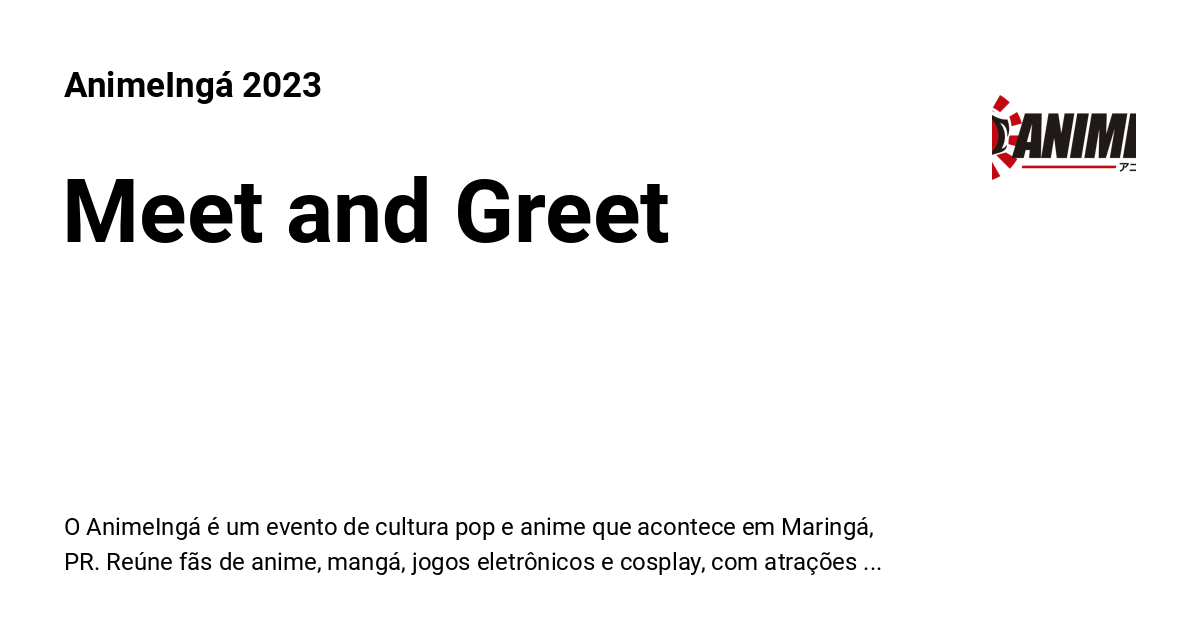 AnimeIngá 2023
ANIM
アニ
Meet and Greet
O AnimeIngá é um evento de cultura pop e anime que acontece em Maringá,
PR. Reúne fãs de anime, mangá, jogos eletrônicos e cosplay, com atrações ...